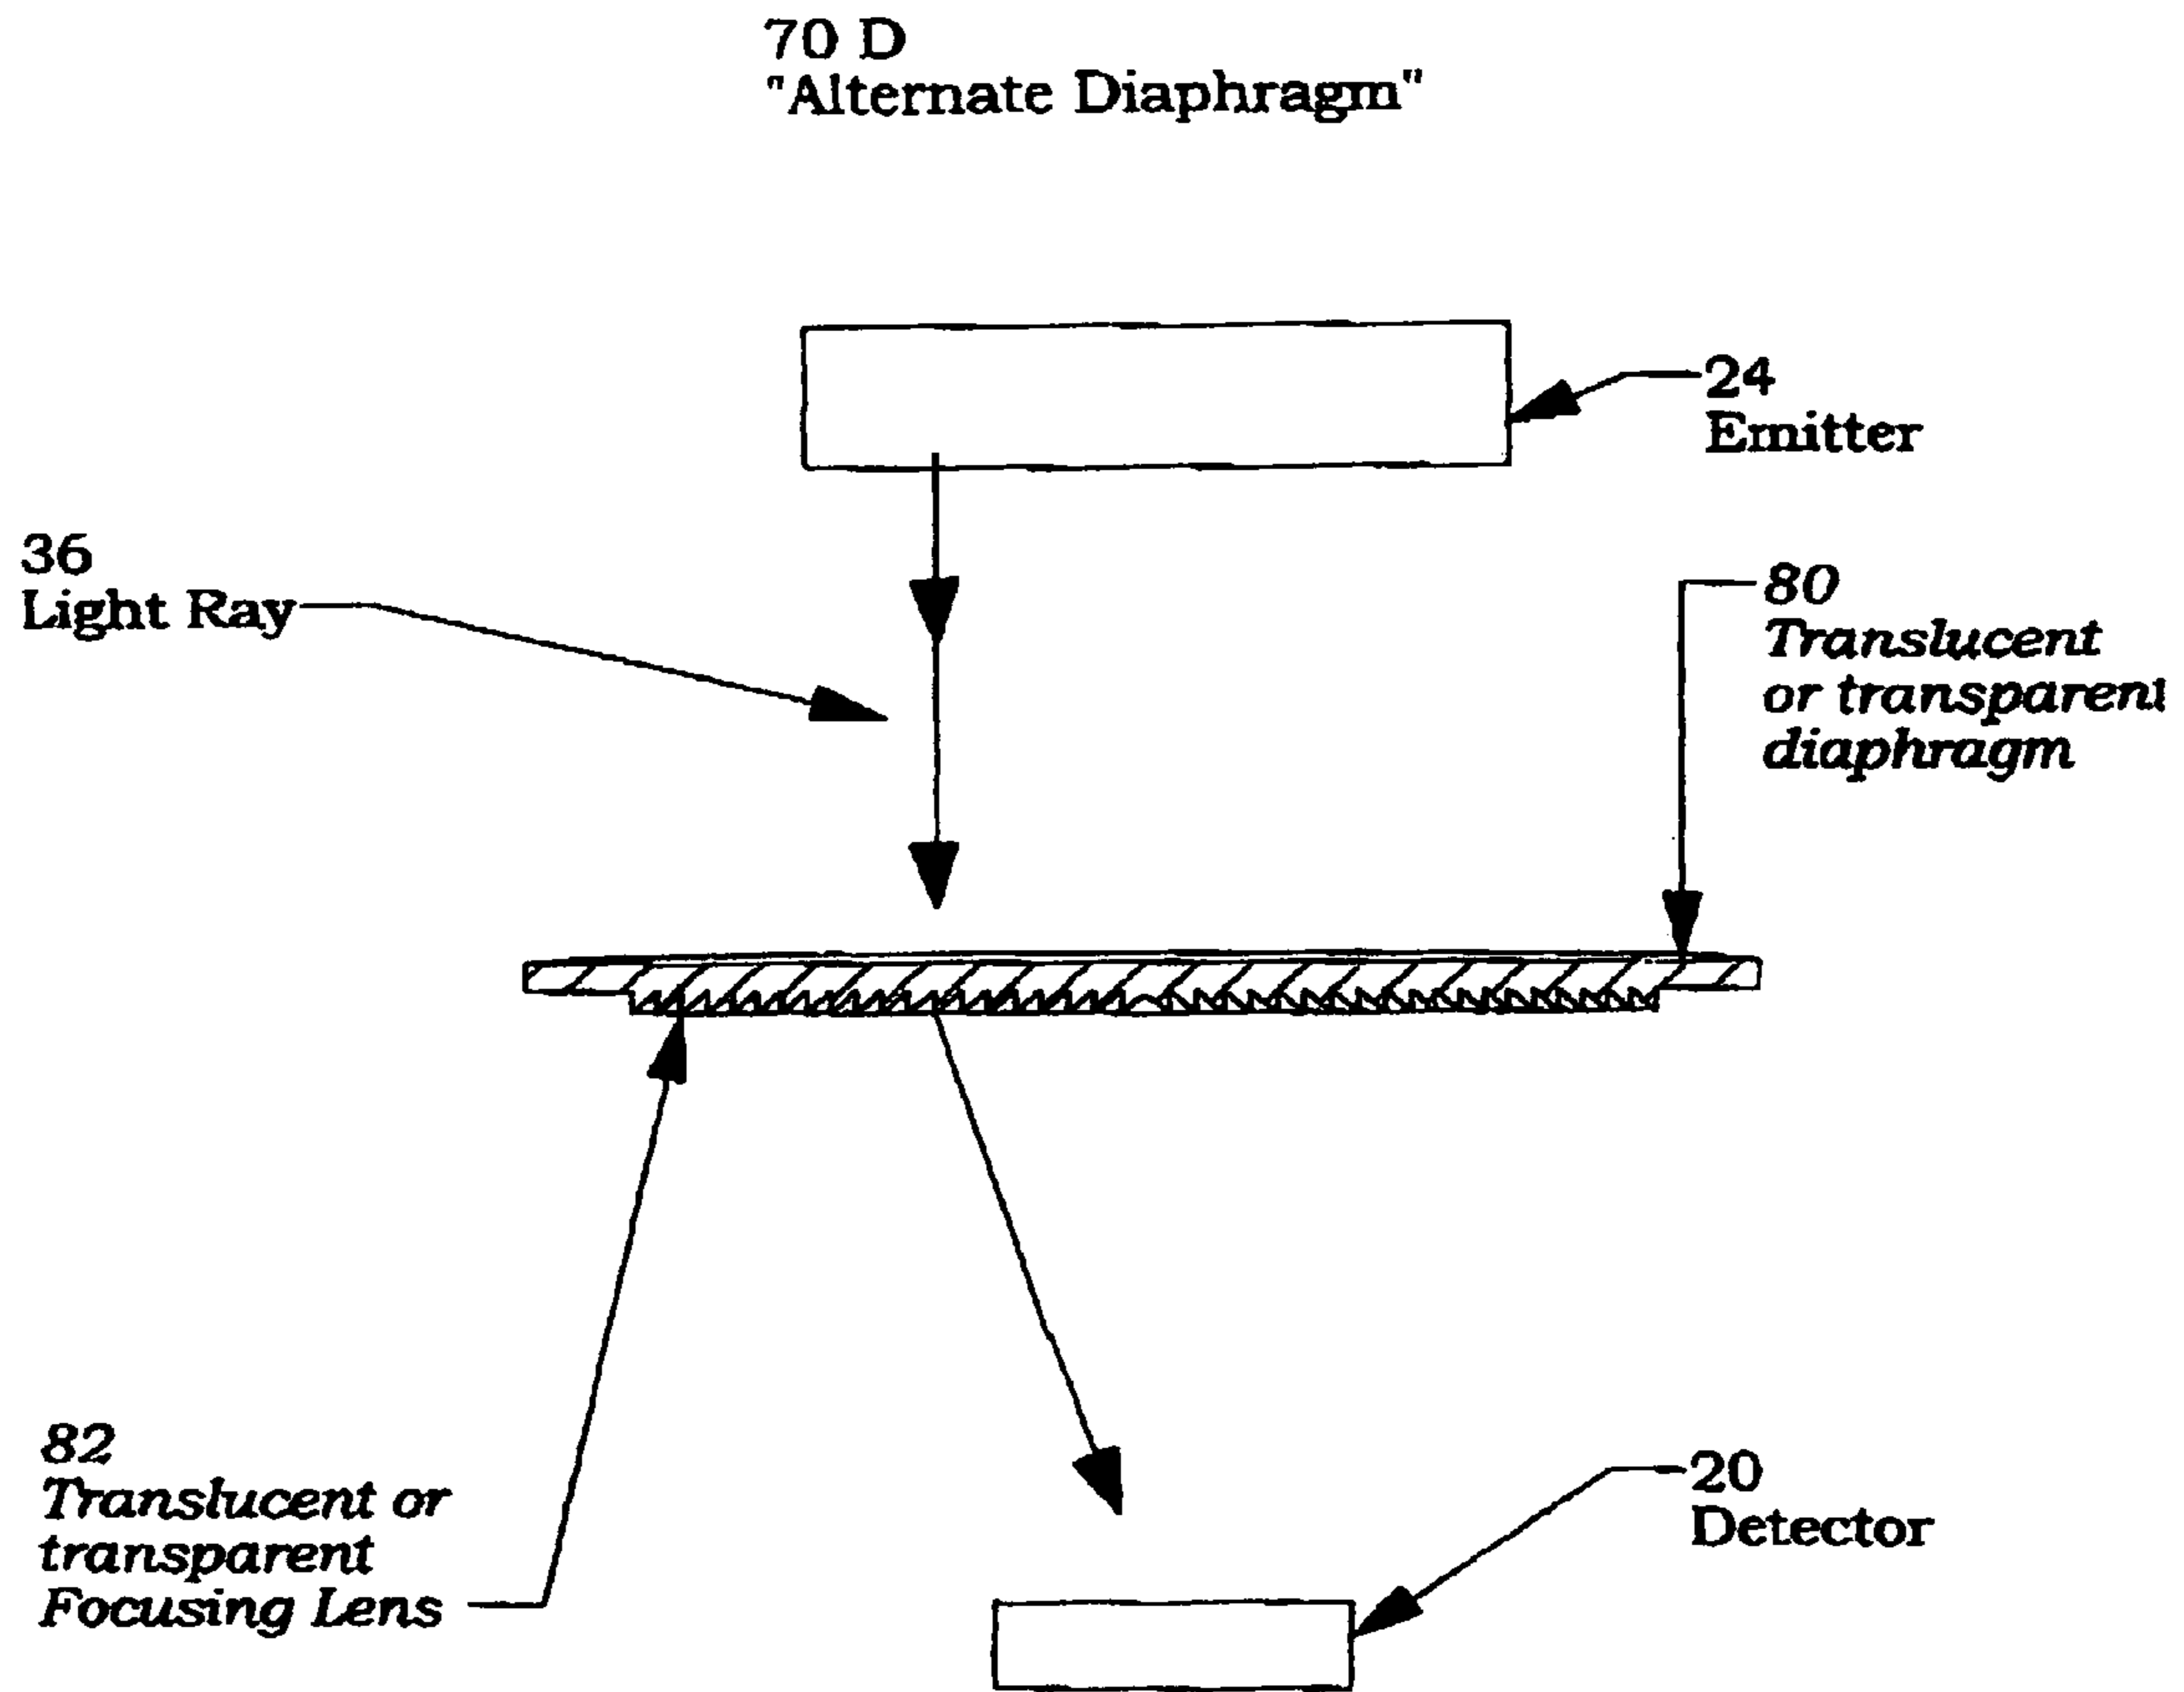 70 D
"Alternate Diaphragm"
24
Emitter
36
Light Ray
80
Translucent
or transparent
diaphragm
82
Translucent or
transparent
Focusing Lens
20
Detector